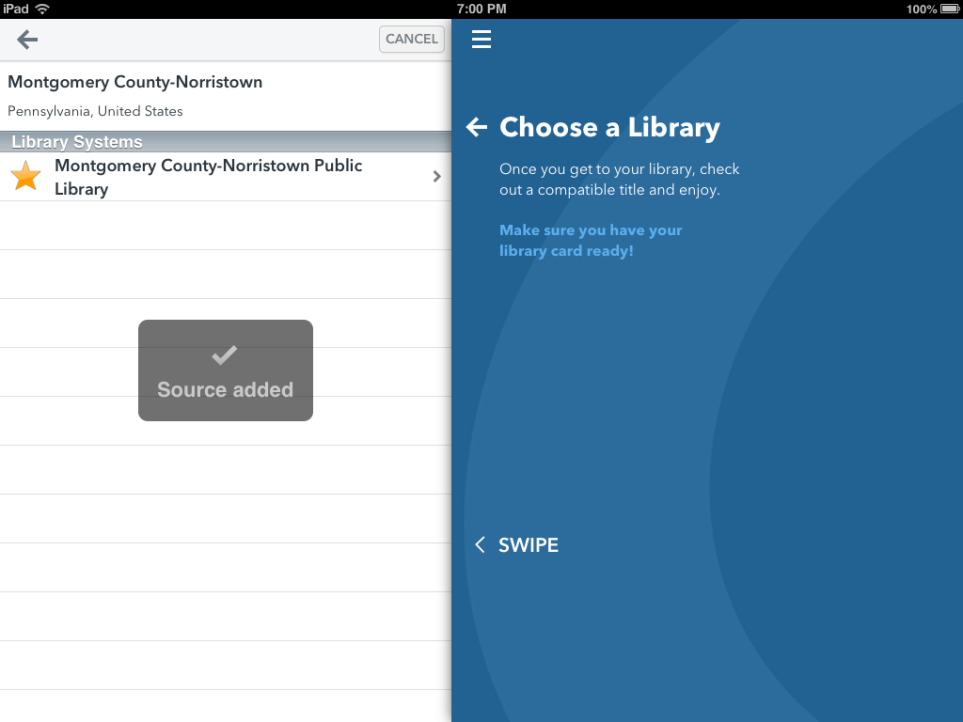 iPad 7:00 PM 100%
CANCEL
Montgomery County-Norristown
Pennsylvania, United States
Library Systems
Montgomery County-Norristown Public
Library
Source added
Choose a Library
Once you get to your library, check
out a compatible title and enjoy.
Make sure you have your
library card ready!
SWIPE